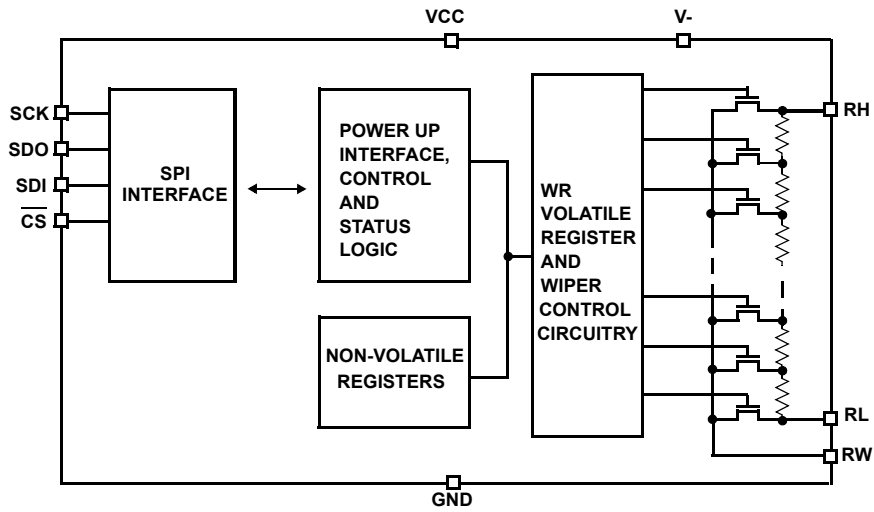 VCC
V-
SCK
SDO
SDI
CS
SPI
INTERFACE
POWER UP
INTERFACE,
CONTROL
AND
STATUS
LOGIC
NON-VOLATILE
REGISTERS
WR
VOLATILE
REGISTER
AND
WIPER
CONTROL
CIRCUITRY
RH
RL
RW
GND